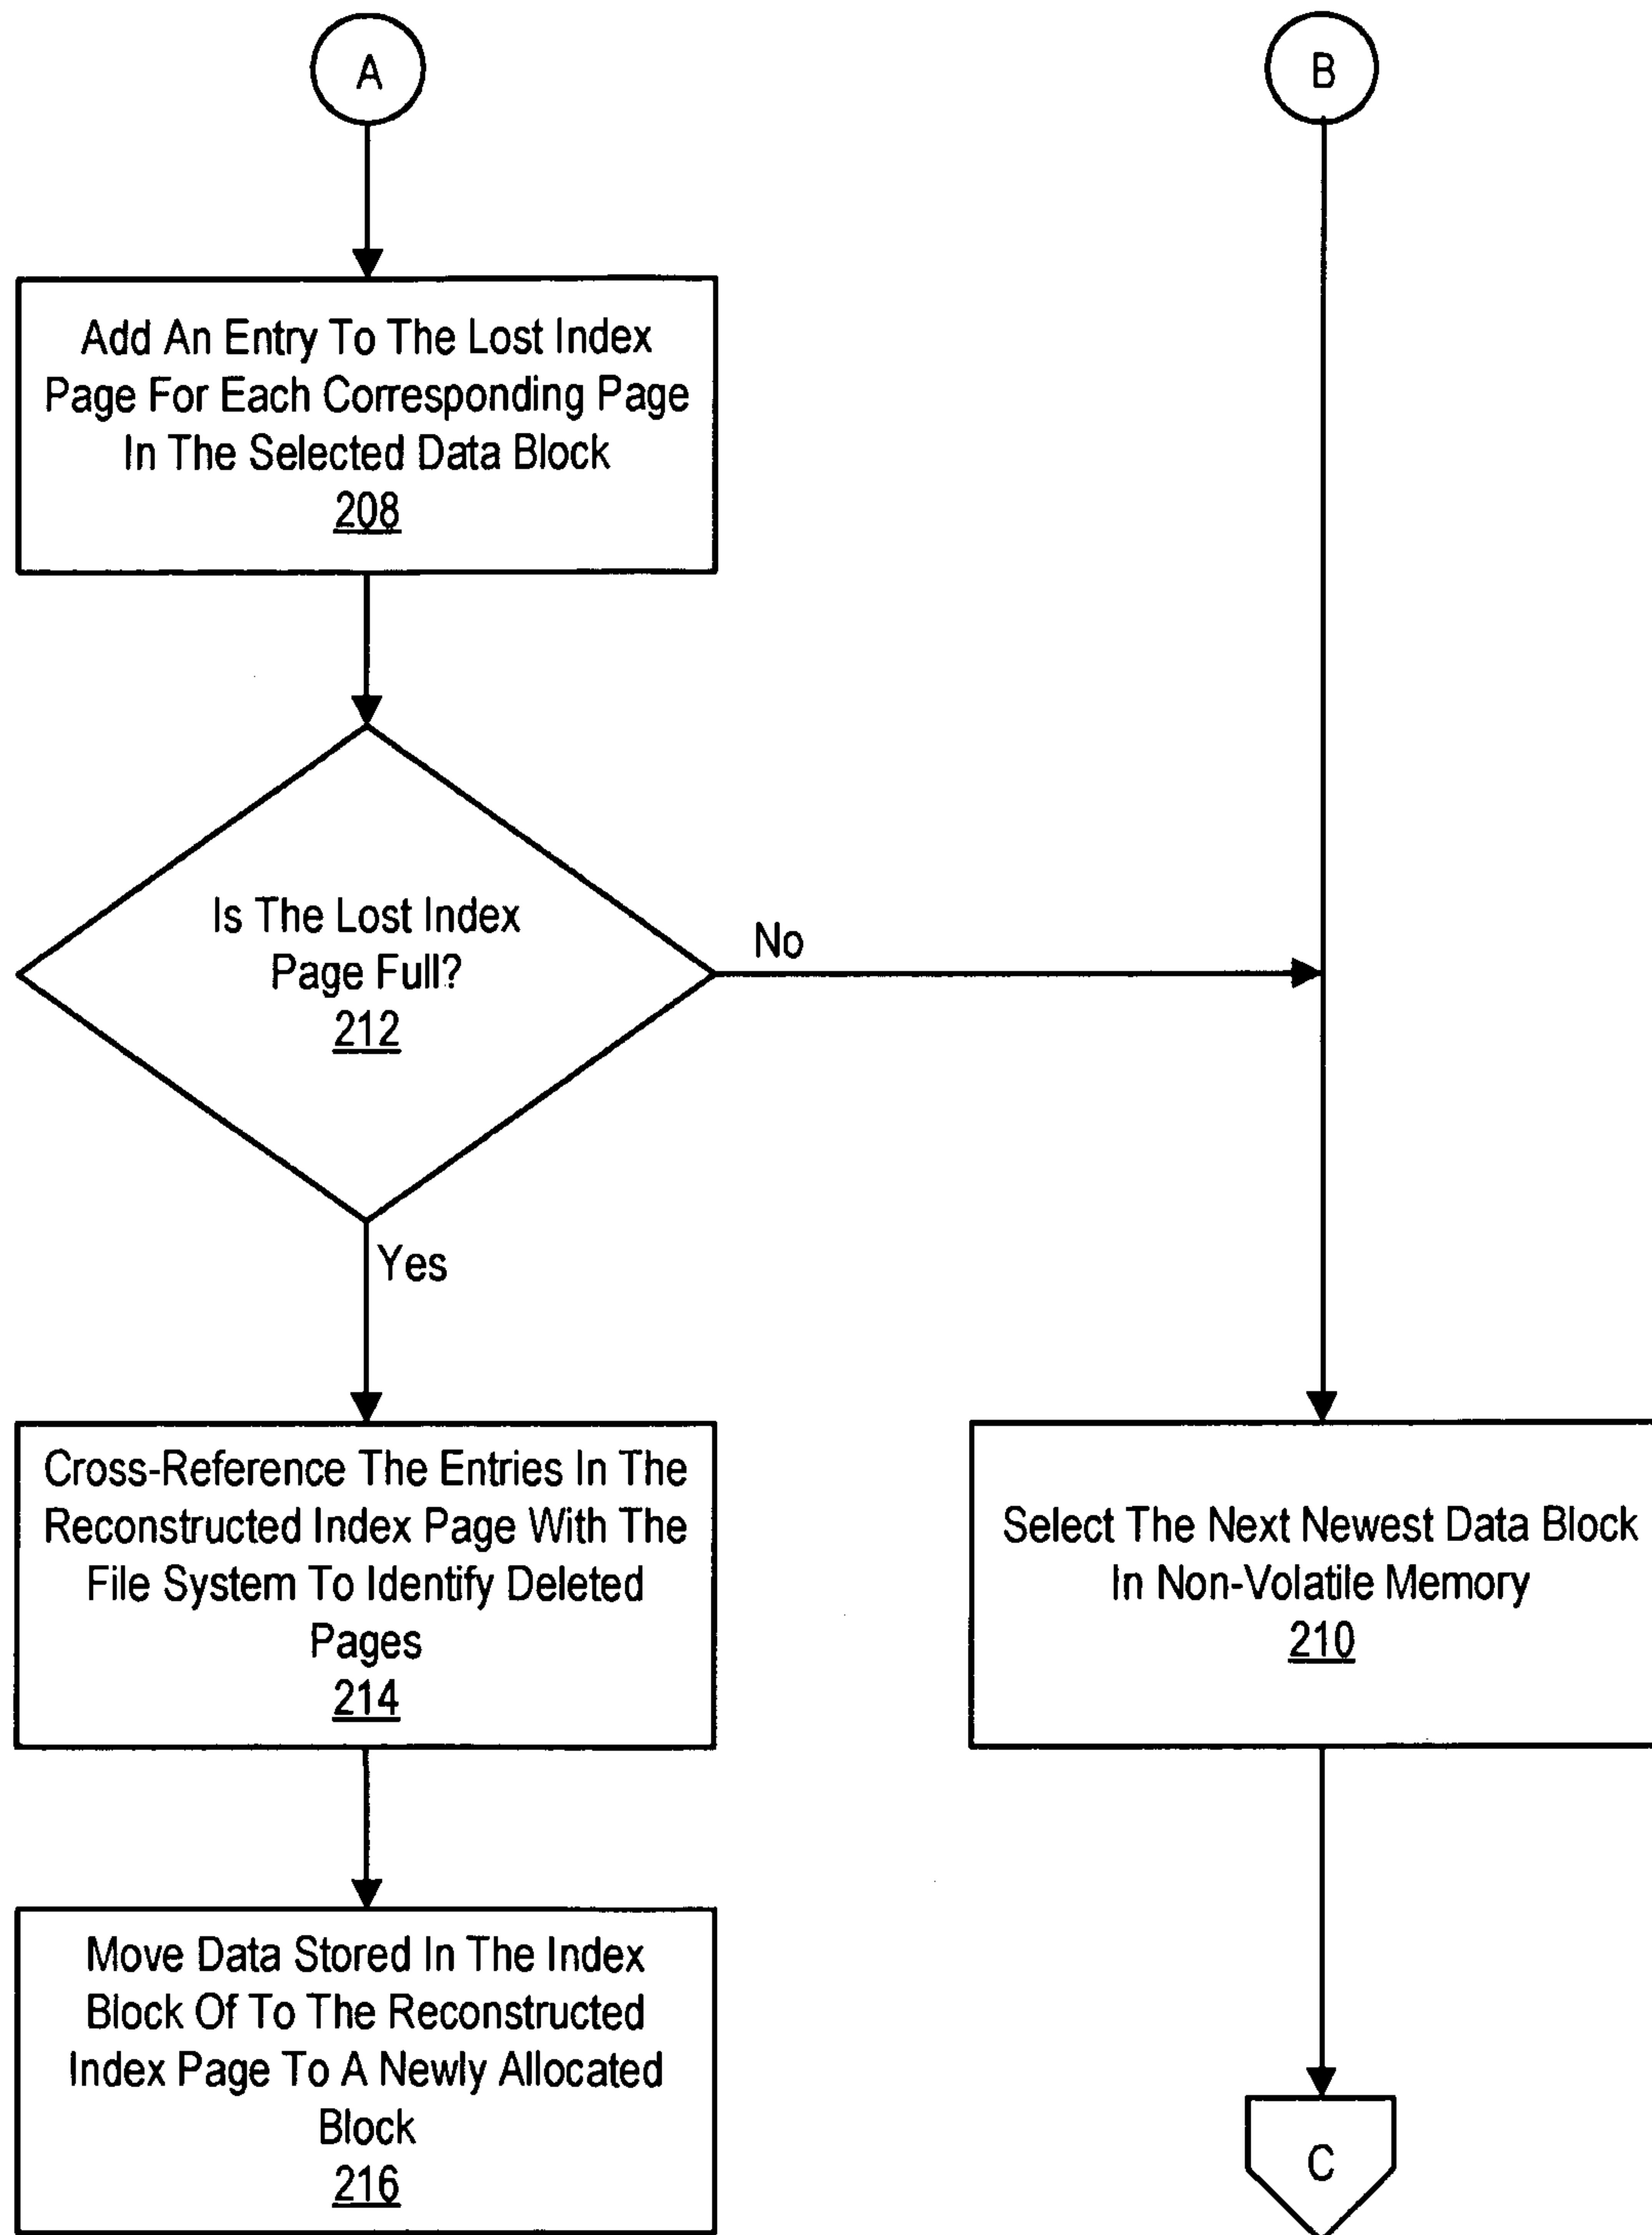 A
B
Add An Entry To The Lost Index
Page For Each Corresponding Page
In The Selected Data Block
208
Is The Lost Index
Page Full?
212
No
Yes
Cross-Reference The Entries In The
Reconstructed Index Page With The
File System To Identify Deleted
Pages
214
Select The Next Newest Data Block
In Non-Volatile Memory
210
Move Data Stored In The Index
Block Of To The Reconstructed
Index Page To A Newly Allocated
Block
216
C